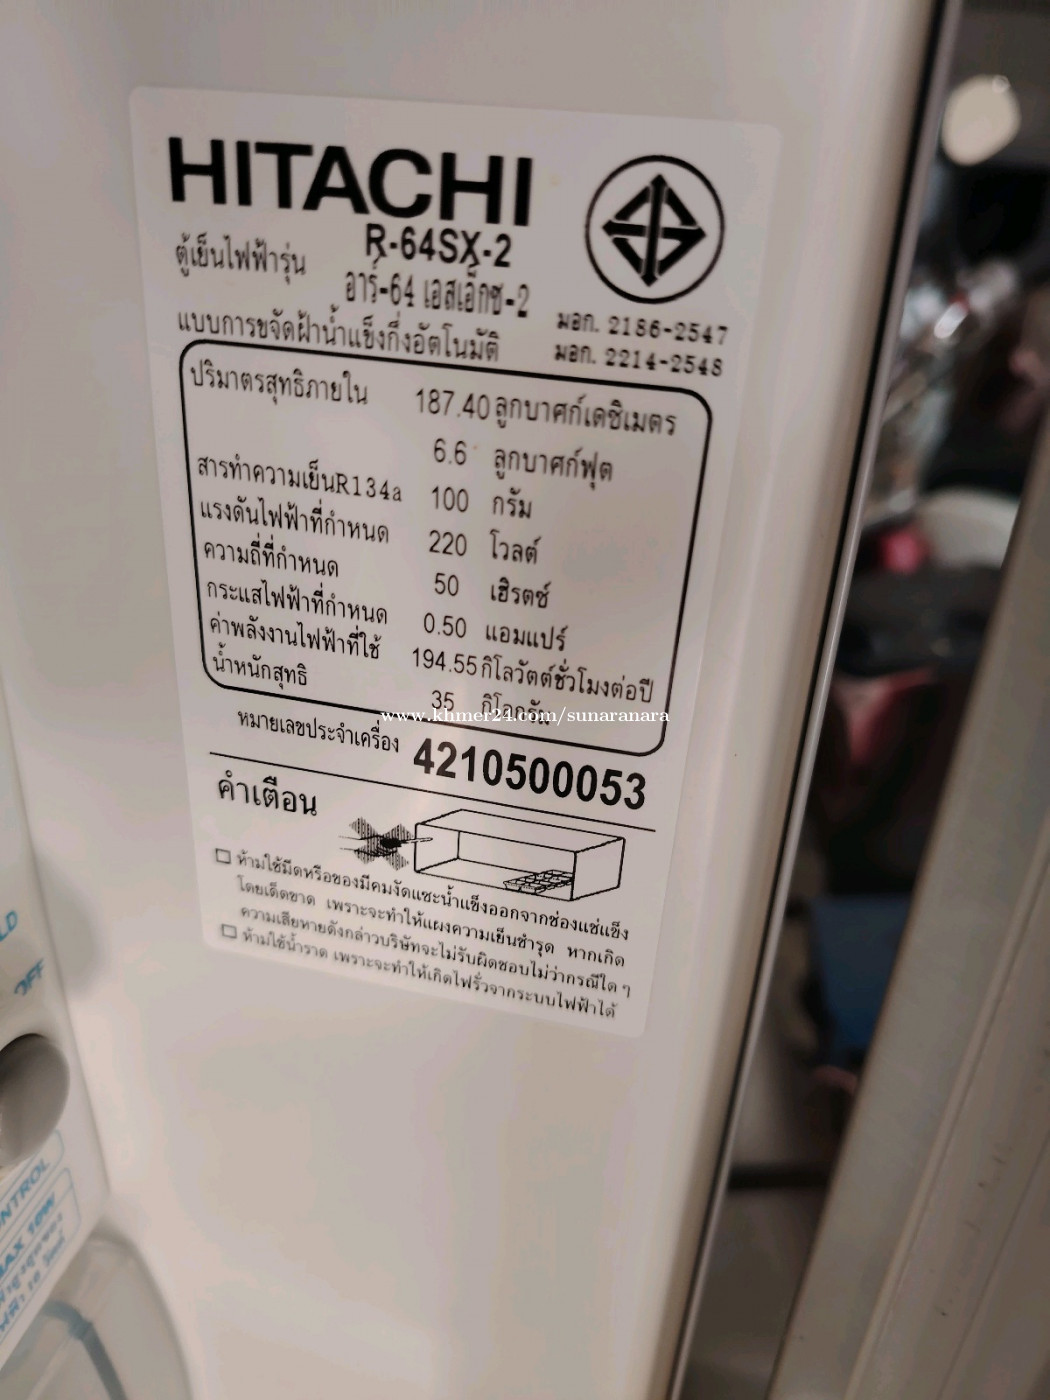 HITACHI
ตู้เย็นไฟฟ้ารุ่น R-64SX-2
อาร์-64 เอสเอ็กซ-2
แบบการขจัดฝ้าน้ำแข็งกึ่งอัตโนมัติ
มอก. 2186-2547
มอก. 2214-2548
ปริมาตรสุทธิภายใน 187.40 ลูกบาศก์เดซิเมตร
6.6 ลูกบาศก์ฟุต
สารทำความเย็นR134a 100 กรัม
แรงดันไฟฟ้าที่กำหนด 220 โวลต์
ความถี่ที่กำหนด 50 เฮิรตซ์
กระแสไฟฟ้าที่กำหนด 0.50 แอมแปร์
ค่าพลังงานไฟฟ้าที่ใช้ 194.55 กิโลวัตต์ชั่วโมงต่อปี
น้ำหนักสุทธิ 35 กิโลกรัม
www.khmer24.com/sunaranara
หมายเลขประจำเครื่อง 4210500053
คำเตือน
ห้ามใช้มีดหรือของมีคมงัดแซะน้ำแข็งออกจากช่องแช่แข็ง
โดยเด็ดขาด เพราะจะทำให้แผงความเย็นชำรุด หากเกิด
ความเสียหายดังกล่าวบริษัทจะไม่รับผิดชอบไม่ว่ากรณีใด ๆ
ห้ามใช้น้ำราด เพราะจะทำให้เกิดไฟรั่วจากระบบไฟฟ้าได้
LD
OFF
NTROL
AX 10W